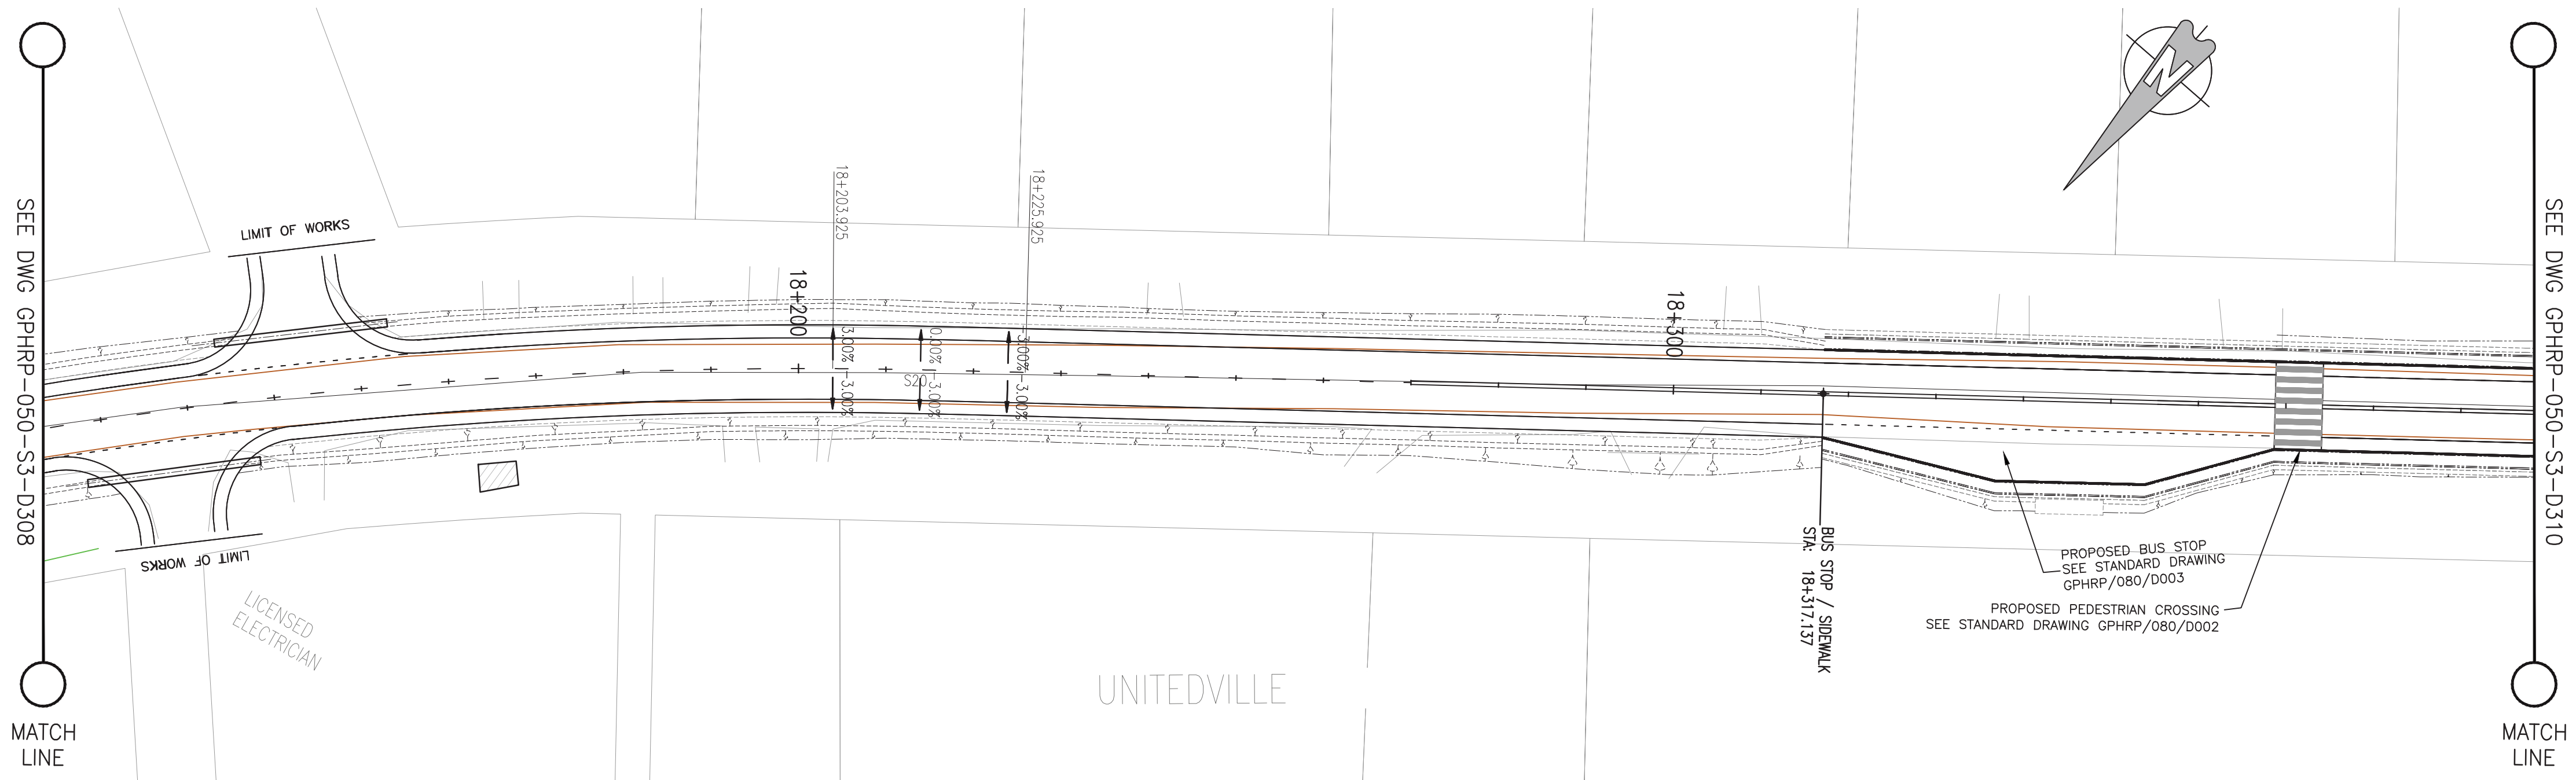 SEE DWG GPHRP-050-S3-D308
MATCH
LINE
LIMIT OF WORKS
LIMIT OF WORKS
LICENSED
ELECTRICIAN
18+200
18+203.925
18+225.925
3.00%
-3.00%
0.00%
-3.00%
-3.00%
-3.00%
S20
UNITEDVILLE
18+300
BUS STOP / SIDEWALK
STA: 18+317.137
N
PROPOSED BUS STOP
SEE STANDARD DRAWING
GPHRP/080/D003
PROPOSED PEDESTRIAN CROSSING
SEE STANDARD DRAWING GPHRP/080/D002
SEE DWG GPHRP-050-S3-D310
MATCH
LINE